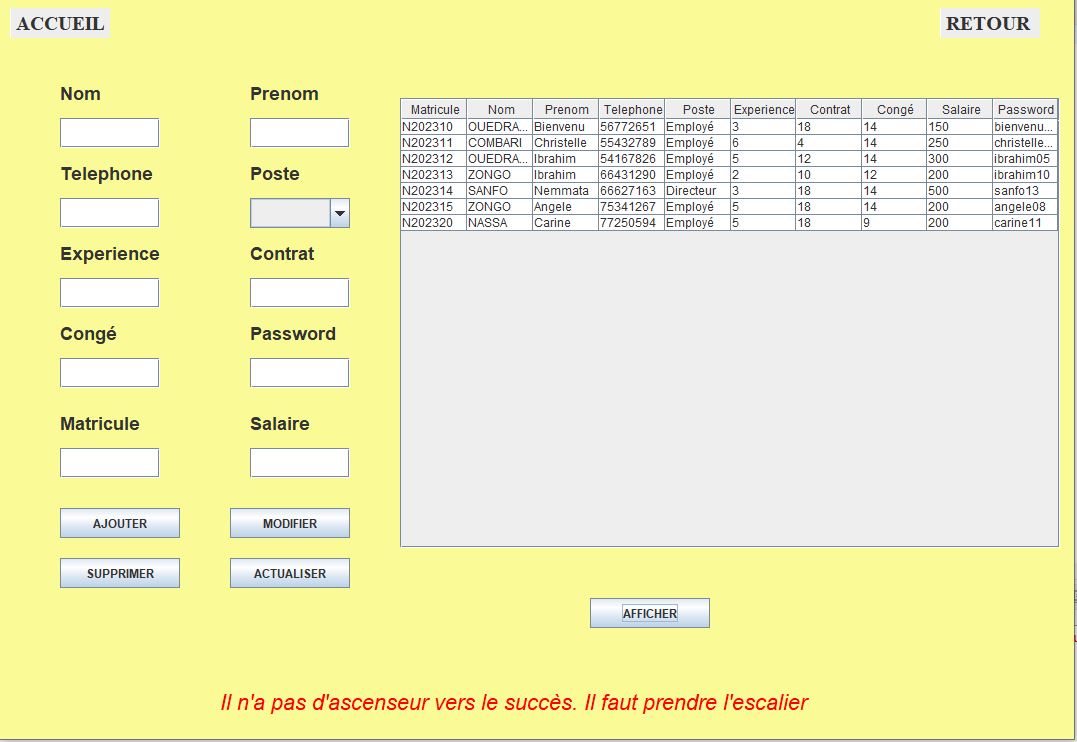 ACCUEIL RETOUR
Nom Prenom
Telephone Poste
Experience Contrat
Congé Password
Matricule Salaire
AJOUTER MODIFIER
SUPPRIMER ACTUALISER
Matricule Nom Prenom Telephone Poste Experience Contrat Congé Salaire Password
N202310 OUEDRA... Bienvenu 56772651 Employé 3 18 14 150 bienvenu...
N202311 COMBARI Christelle 55432789 Employé 6 4 14 250 christelle...
N202312 OUEDRA... Ibrahim 54167826 Employé 5 12 14 300 ibrahim05
N202313 ZONGO Ibrahim 66431290 Employé 2 10 12 200 ibrahim10
N202314 SANFO Nemmata 66627163 Directeur 3 18 14 500 sanfo13
N202315 ZONGO Angele 75341267 Employé 5 18 14 200 angele08
N202320 NASSA Carine 77250594 Employé 5 18 9 200 carine11
AFFICHER
Il n'a pas d'ascenseur vers le succès. Il faut prendre l'escalier